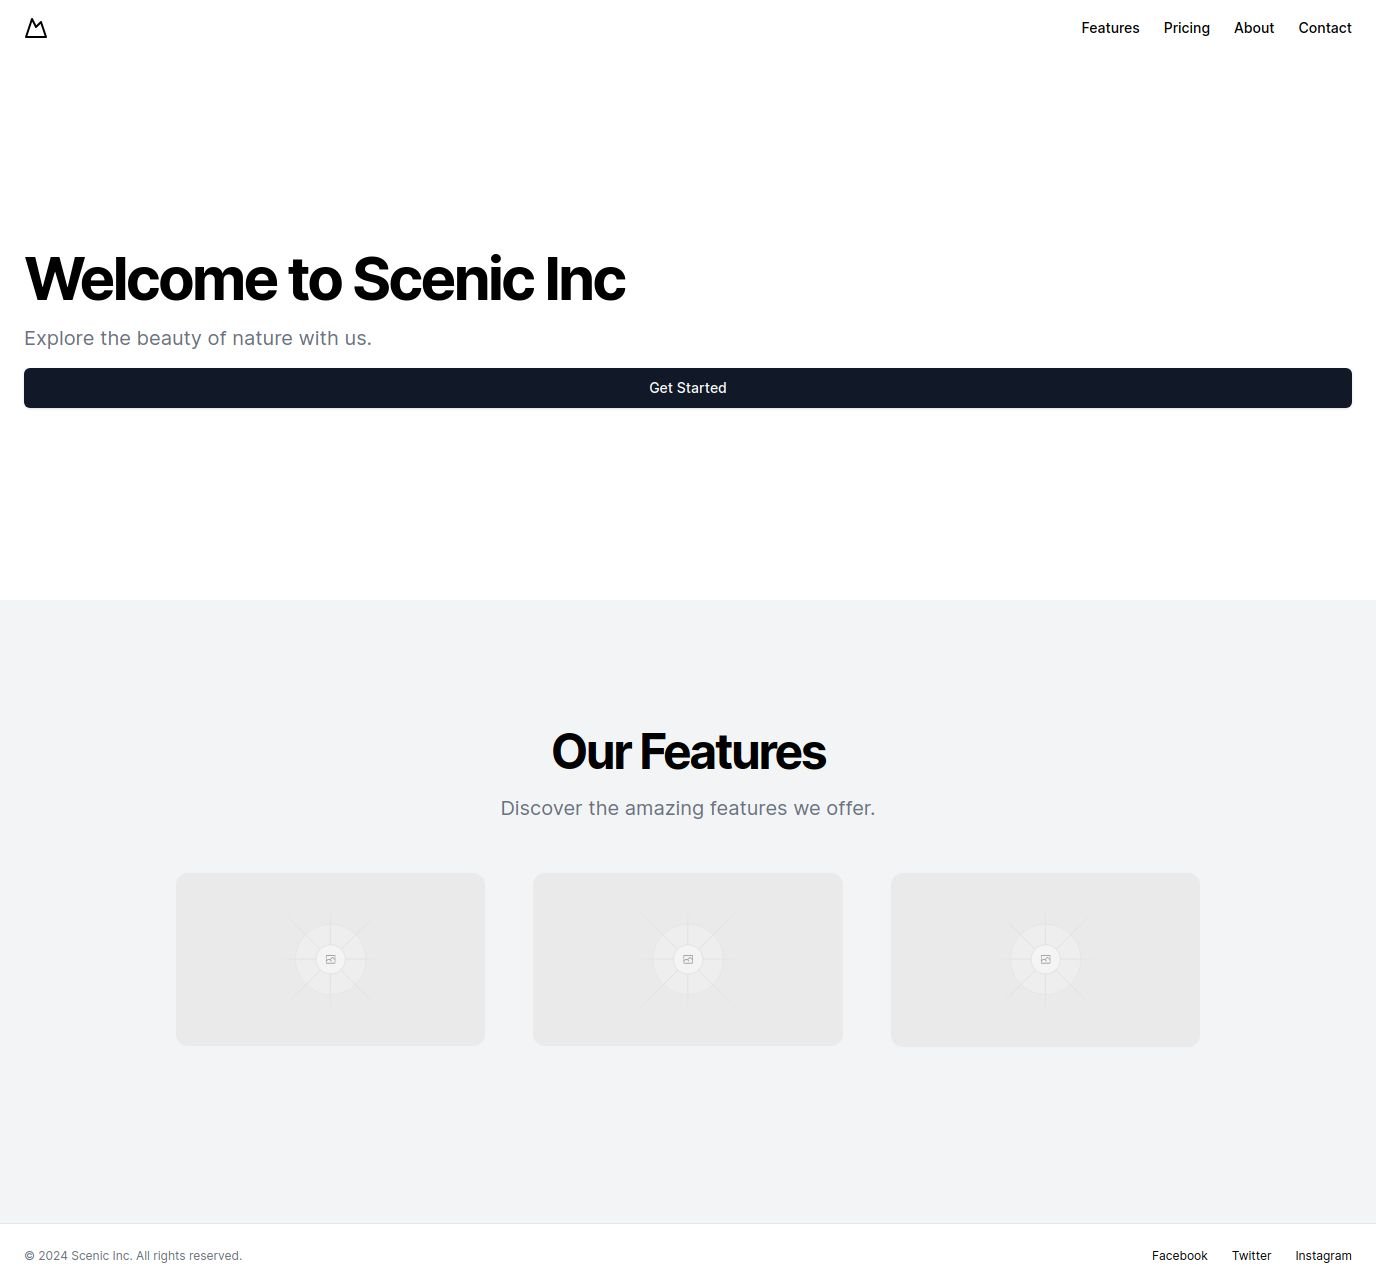 Features Pricing About Contact
Welcome to Scenic Inc
Explore the beauty of nature with us.
Get Started
Our Features
Discover the amazing features we offer.
© 2024 Scenic Inc. All rights reserved.
Facebook Twitter Instagram